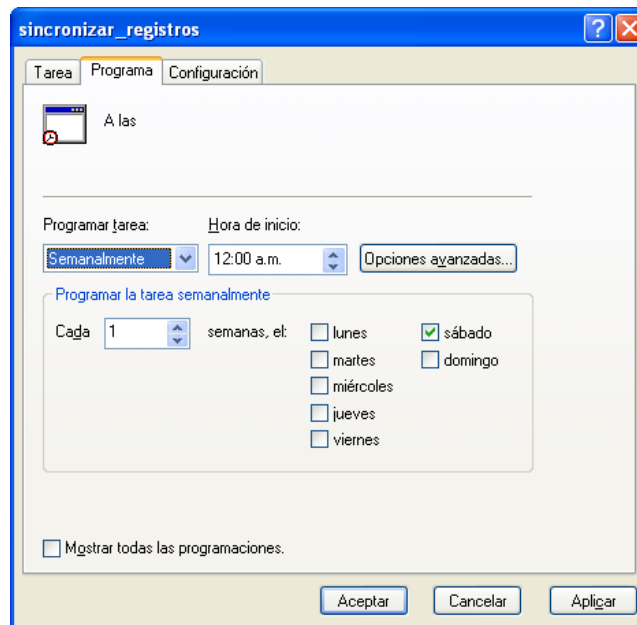 sincronizar_registros
Tarea Programa Configuración
A las
Programar tarea: Hora de inicio:
Semanalmente 12:00 a.m. Opciones avanzadas...
Programar la tarea semanalmente
Cada 1 semanas, el: lunes sábado
martes domingo
miércoles
jueves
viernes
Mostrar todas las programaciones.
Aceptar Cancelar Aplicar